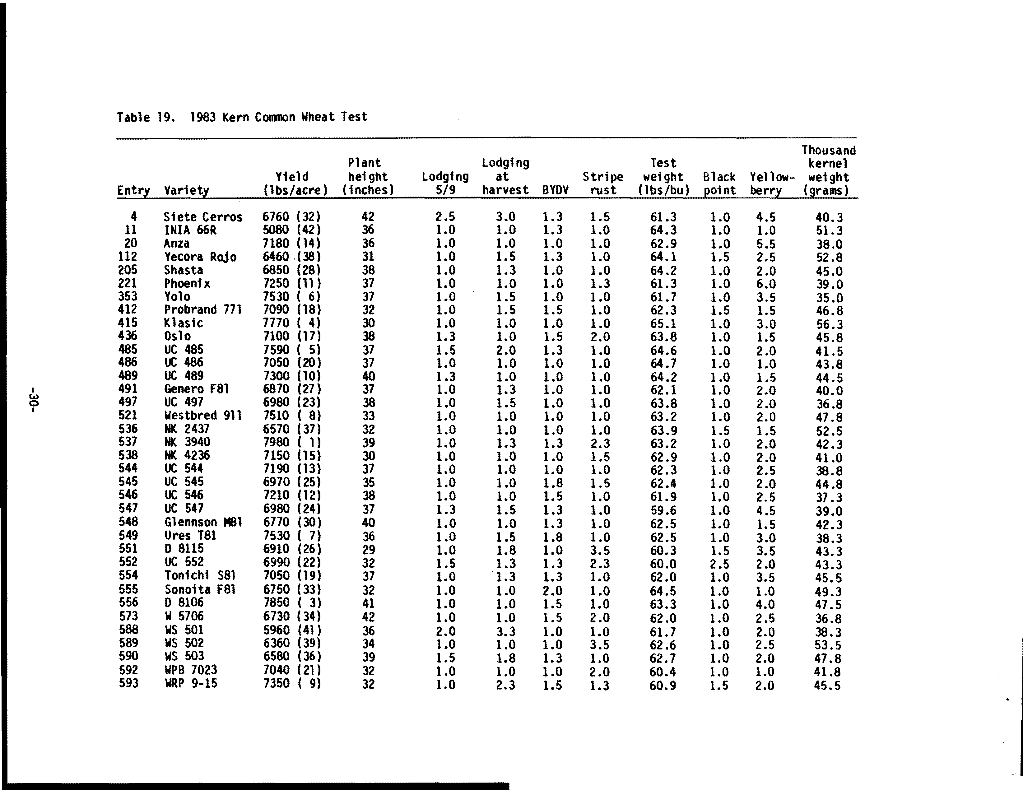 Table 19. 1983 Kern Common Wheat Test
Thousand
Plant Lodging Test kernel
Yield height Lodging at Stripe weight Black Yellow- weight
Entry Variety (lbs/acre) (inches) 5/9 harvest BYDV rust (lbs/bu) point berry (grams)
4 Siete Cerros 6760 (32) 42 2.5 3.0 1.3 1.5 61.3 1.0 4.5 40.3
11 INIA 66R 5080 (42) 36 1.0 1.0 1.3 1.0 64.3 1.0 1.0 51.3
20 Anza 7180 (14) 36 1.0 1.0 1.0 1.0 62.9 1.0 5.5 38.0
112 Yecora Rojo 6460 (38) 31 1.0 1.5 1.3 1.0 64.1 1.5 2.5 52.8
205 Shasta 6850 (28) 38 1.0 1.3 1.0 1.0 64.2 1.0 2.0 45.0
221 Phoenix 7250 (11) 37 1.0 1.0 1.0 1.3 61.3 1.0 6.0 39.0
353 Yolo 7530 ( 6) 37 1.0 1.5 1.0 1.0 61.7 1.0 3.5 35.0
412 Probrand 771 7090 (18) 32 1.0 1.5 1.5 1.0 62.3 1.5 1.5 46.8
415 Klasic 7770 ( 4) 30 1.0 1.0 1.0 1.0 65.1 1.0 3.0 56.3
436 Oslo 7100 (17) 38 1.3 1.0 1.5 2.0 63.8 1.0 1.5 45.8
485 UC 485 7590 ( 5) 37 1.5 2.0 1.3 1.0 64.6 1.0 2.0 41.5
486 UC 486 7050 (20) 37 1.0 1.0 1.0 1.0 64.7 1.0 1.0 43.8
489 UC 489 7300 (10) 40 1.3 1.0 1.0 1.0 64.2 1.0 1.5 44.5
491 Genero F81 6870 (27) 37 1.0 1.3 1.0 1.0 62.1 1.0 2.0 40.0
497 UC 497 6980 (23) 38 1.0 1.5 1.0 1.0 63.8 1.0 2.0 36.8
521 Westbred 911 7510 ( 8) 33 1.0 1.0 1.0 1.0 63.2 1.0 2.0 47.8
536 NK 2437 6570 (37) 32 1.0 1.0 1.0 1.0 63.9 1.5 1.5 52.5
537 NK 3940 7980 ( 1) 39 1.0 1.3 1.3 2.3 63.2 1.0 2.0 42.3
538 NK 4236 7150 (15) 30 1.0 1.0 1.0 1.5 62.9 1.0 2.0 41.0
544 UC 544 7190 (13) 37 1.0 1.0 1.0 1.0 62.3 1.0 2.5 38.8
545 UC 545 6970 (25) 35 1.0 1.0 1.8 1.5 62.4 1.0 2.0 44.8
546 UC 546 7210 (12) 38 1.0 1.0 1.5 1.0 61.9 1.0 2.5 37.3
547 UC 547 6980 (24) 37 1.3 1.5 1.3 1.0 59.6 1.0 4.5 39.0
548 Glennson M81 6770 (30) 40 1.0 1.0 1.3 1.0 62.5 1.0 1.5 42.3
549 Ures T81 7530 ( 7) 36 1.0 1.5 1.8 1.0 62.5 1.0 3.0 38.3
551 D 8115 6910 (26) 29 1.0 1.8 1.0 3.5 60.3 1.5 3.5 43.3
552 UC 552 6990 (22) 32 1.5 1.3 1.3 2.3 60.0 2.5 2.0 43.3
554 Tonichi S81 7050 (19) 37 1.0 1.3 1.3 1.0 62.0 1.0 3.5 45.5
555 Sonoita F81 6750 (33) 32 1.0 1.0 2.0 1.0 64.5 1.0 1.0 49.3
556 D 8106 7850 ( 3) 41 1.0 1.0 1.5 1.0 63.3 1.0 4.0 47.5
573 W 5706 6730 (34) 42 1.0 1.0 1.5 2.0 62.0 1.0 2.5 36.8
588 WS 501 5960 (41) 36 2.0 3.3 1.0 1.0 61.7 1.0 2.0 38.3
589 WS 502 6360 (39) 34 1.0 1.0 1.0 3.5 62.6 1.0 2.5 53.5
590 WS 503 6580 (36) 39 1.5 1.8 1.3 1.0 62.7 1.0 2.0 47.8
592 WPB 7023 7040 (21) 32 1.0 1.0 1.0 2.0 60.4 1.0 1.0 41.8
593 WRP 9-15 7350 ( 9) 32 1.0 2.3 1.5 1.3 60.9 1.5 2.0 45.5
-30-